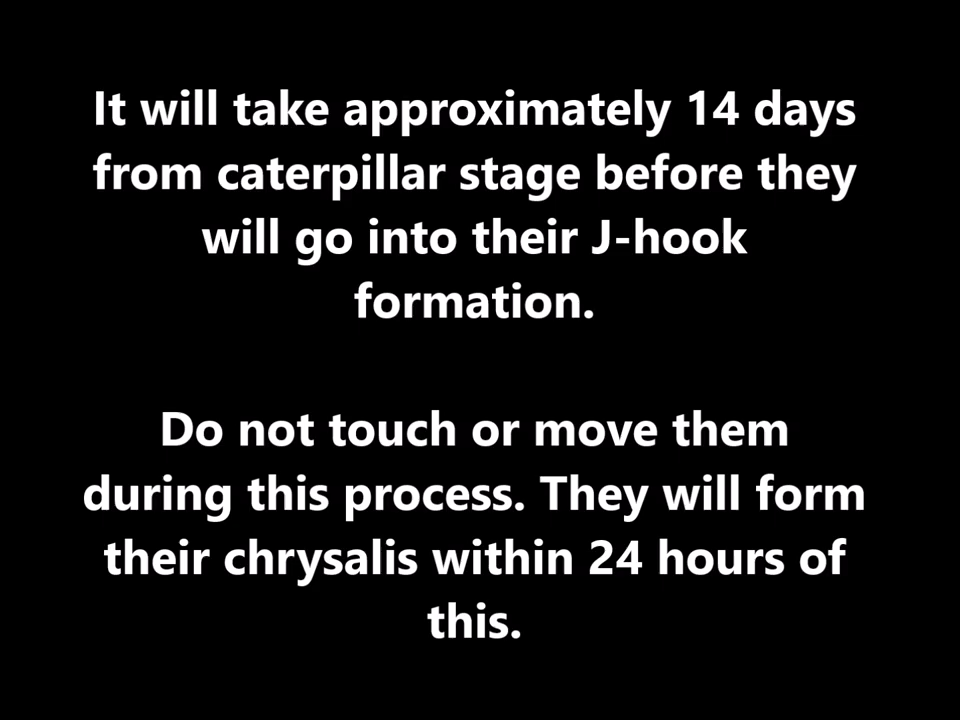 It will take approximately 14 days
from caterpillar stage before they
will go into their J-hook
formation.
Do not touch or move them
during this process. They will form
their chrysalis within 24 hours of
this.